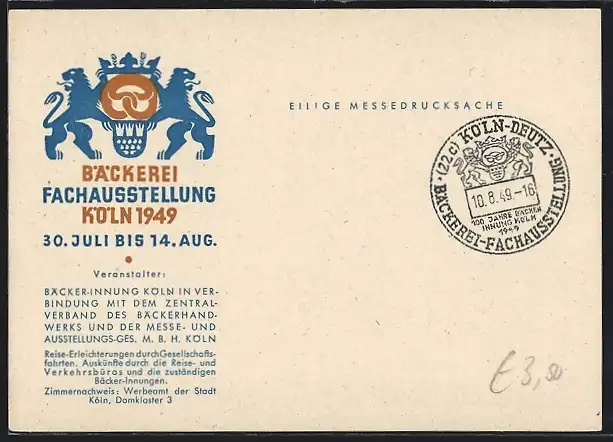 BÄCKEREI
FACHAUSSTELLUNG
KÖLN 1949
30. JULI BIS 14. AUG.
Veranstalter:
BÄCKER-INNUNG KÖLN IN VER-
BINDUNG MIT DEM ZENTRAL-
VERBAND DES BÄCKERHAND-
WERKS UND DER MESSE- UND
AUSSTELLUNGS-GES. M. B. H. KÖLN
Reise-Erleichterungen durch Gesellschafts-
fahrten. Auskünfte durch die Reise- und
Verkehrsbüros und die zuständigen
Bäcker-Innungen.
Zimmernachweis: Werbeamt der Stadt
Köln, Domkloster 3
EILIGE MESSEDRUCKSACHE
(22c) KÖLN-DEUTZ
10.8.49.-16
100 JAHRE BÄCKER
INNUNG KÖLN
1949
BÄCKEREI-FACHAUSSTELLUNG
€ 3,50